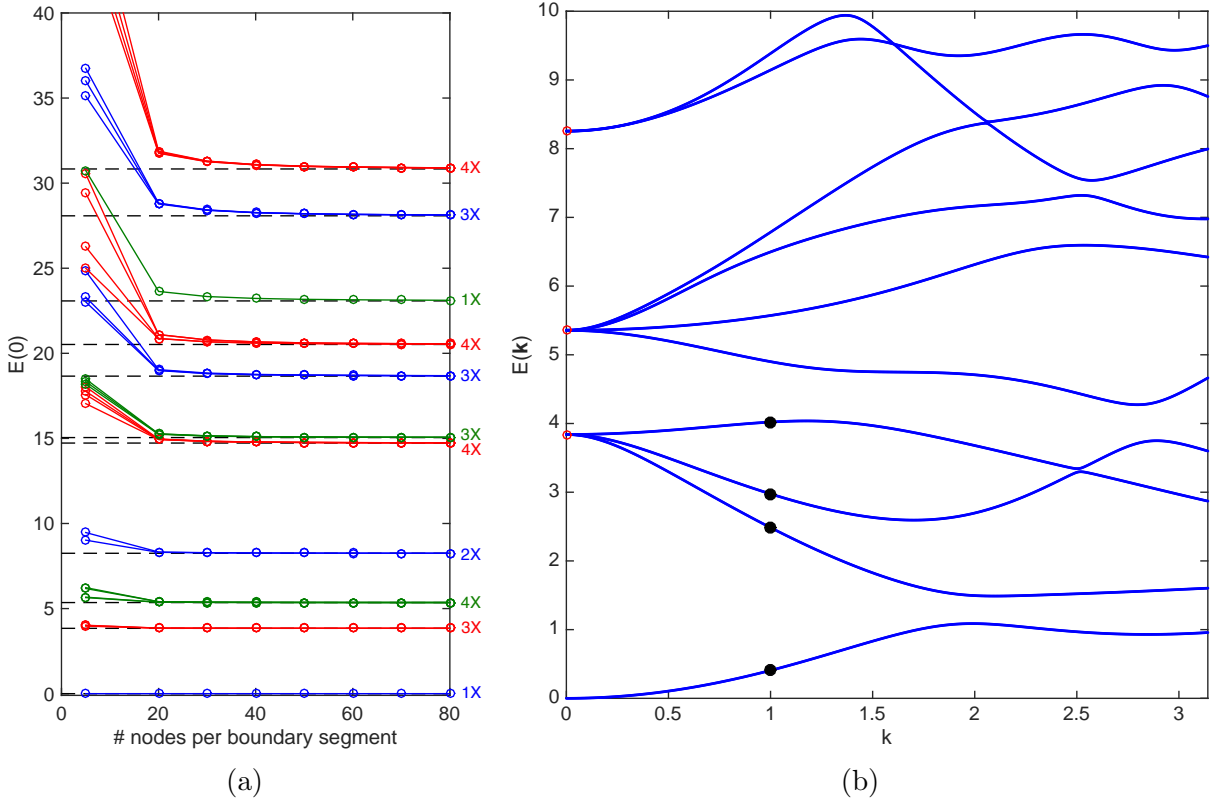 40
35
30
25
20
15
10
5
0
E(0)
4X
3X
1X
4X
3X
3X
4X
2X
4X
3X
1X
0 20 40 60 80
# nodes per boundary segment
(a)
10
9
8
7
6
5
4
3
2
1
0
E(k)
0 0.5 1 1.5 2 2.5 3
k
(b)